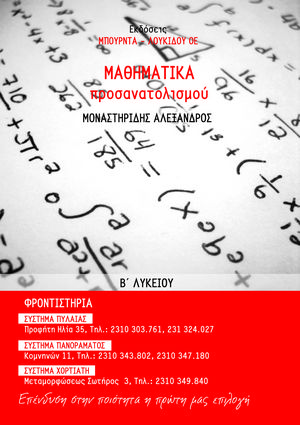 Εκδόσεις
ΜΠΟΥΡΝΤΑ - ΛΟΥΚΙΔΟΥ ΟΕ
ΜΑΘΗΜΑΤΙΚΑ
προσανατολισμού
ΜΟΝΑΣΤΗΡΙΔΗΣ ΑΛΕΞΑΝΔΡΟΣ
Β΄ ΛΥΚΕΙΟΥ
ΦΡΟΝΤΙΣΤΗΡΙΑ
ΣΥΣΤΗΜΑ ΠΥΛΑΙΑΣ
Προφήτη Ηλία 35, Τηλ.: 2310 303.761, 231 324.027
ΣΥΣΤΗΜΑ ΠΑΝΟΡΑΜΑΤΟΣ
Κομνηνών 11, Τηλ.: 2310 343.802, 2310 347.180
ΣΥΣΤΗΜΑ ΧΟΡΤΙΑΤΗ
Μεταμορφώσεως Σωτήρος 3, Τηλ.: 2310 349.840
Επένδυση στην ποιότητα η πρώτη μας επιλογή